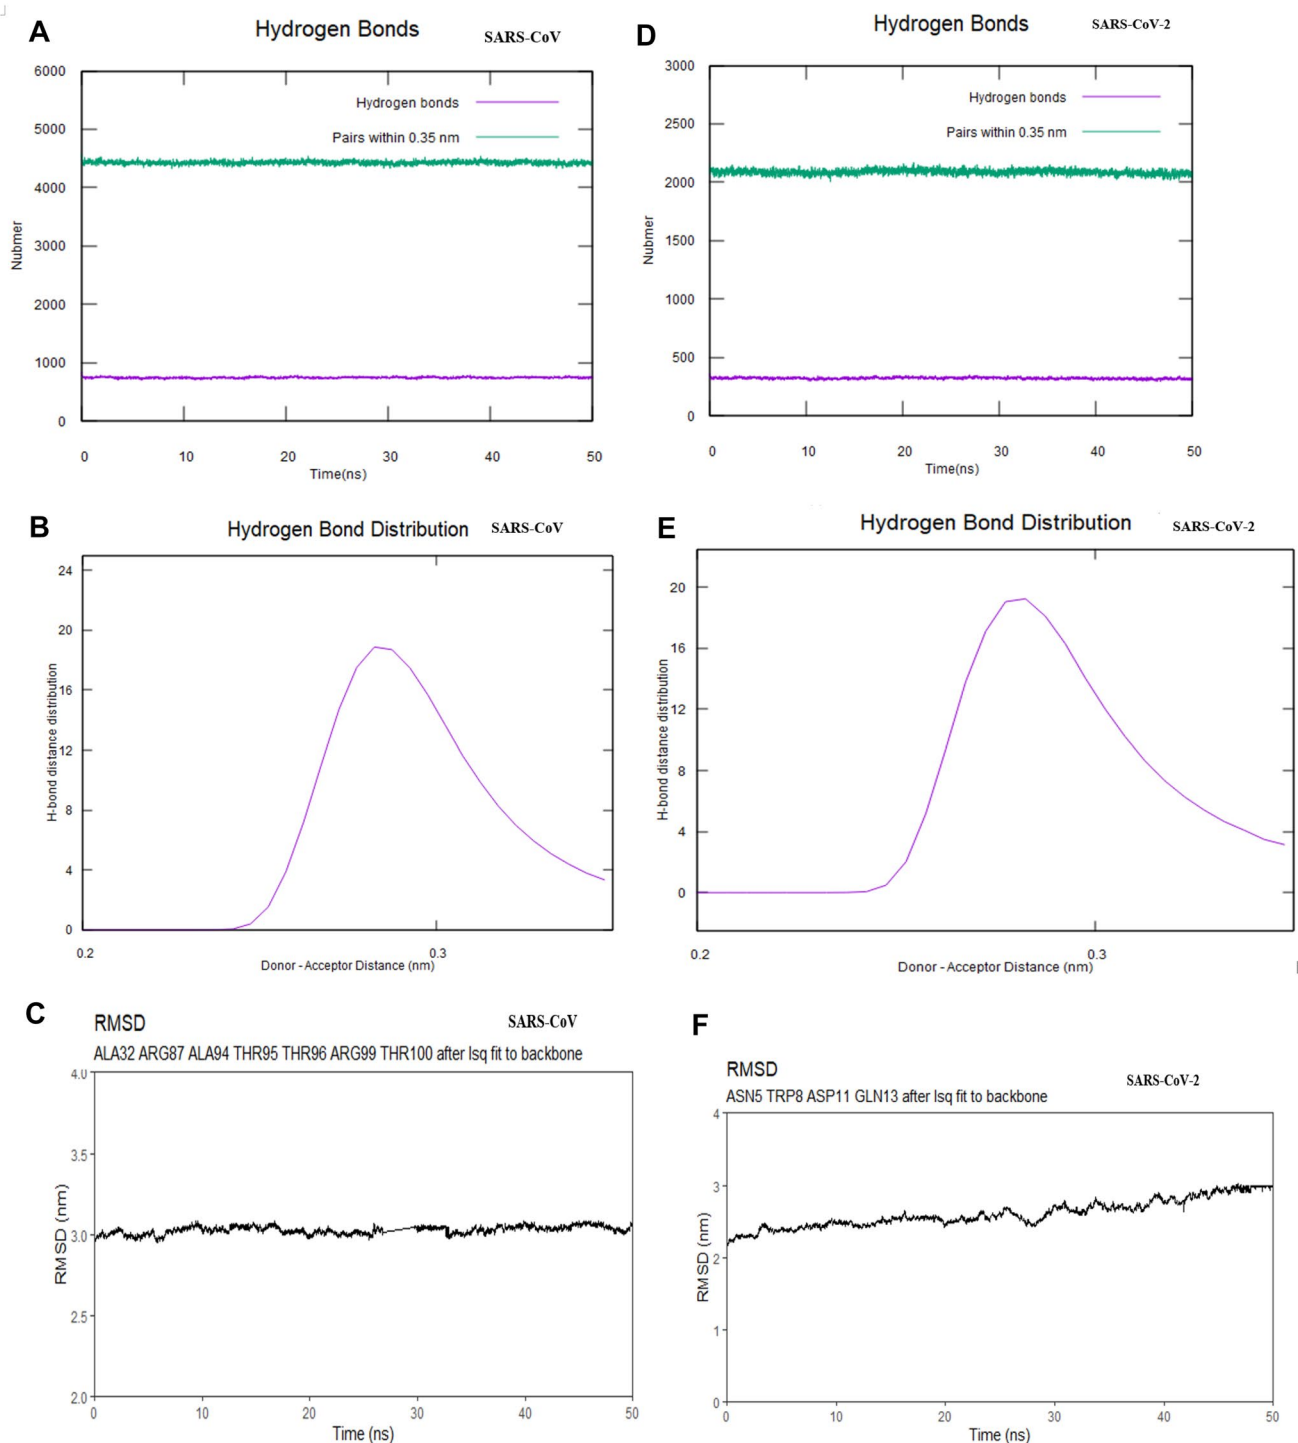 A
Hydrogen Bonds
SARS-CoV
6000
5000
4000
3000
2000
1000
0
Nubmer
Hydrogen bonds
Pairs within 0.35 nm
0 10 20 30 40 50
Time(ns)
D
Hydrogen Bonds
SARS-CoV-2
3000
2500
2000
1500
1000
500
0
Nubmer
Hydrogen bonds
Pairs within 0.35 nm
0 10 20 30 40 50
Time(ns)
B
Hydrogen Bond Distribution
SARS-CoV
24
20
16
12
8
4
0
H-bond distance distribution
0.2 0.3
Donor - Acceptor Distance (nm)
E
Hydrogen Bond Distribution
SARS-CoV-2
20
16
12
8
4
0
H-bond distance distribution
0.2 0.3
Donor - Acceptor Distance (nm)
C
RMSD
SARS-CoV
ALA32 ARG87 ALA94 THR95 THR96 ARG99 THR100 after lsq fit to backbone
4.0
3.5
3.0
2.5
2.0
RMSD (nm)
0 10 20 30 40 50
Time (ns)
F
RMSD
SARS-CoV-2
ASN5 TRP8 ASP11 GLN13 after lsq fit to backbone
4
3
2
1
0
RMSD (nm)
0 10 20 30 40 50
Time (ns)